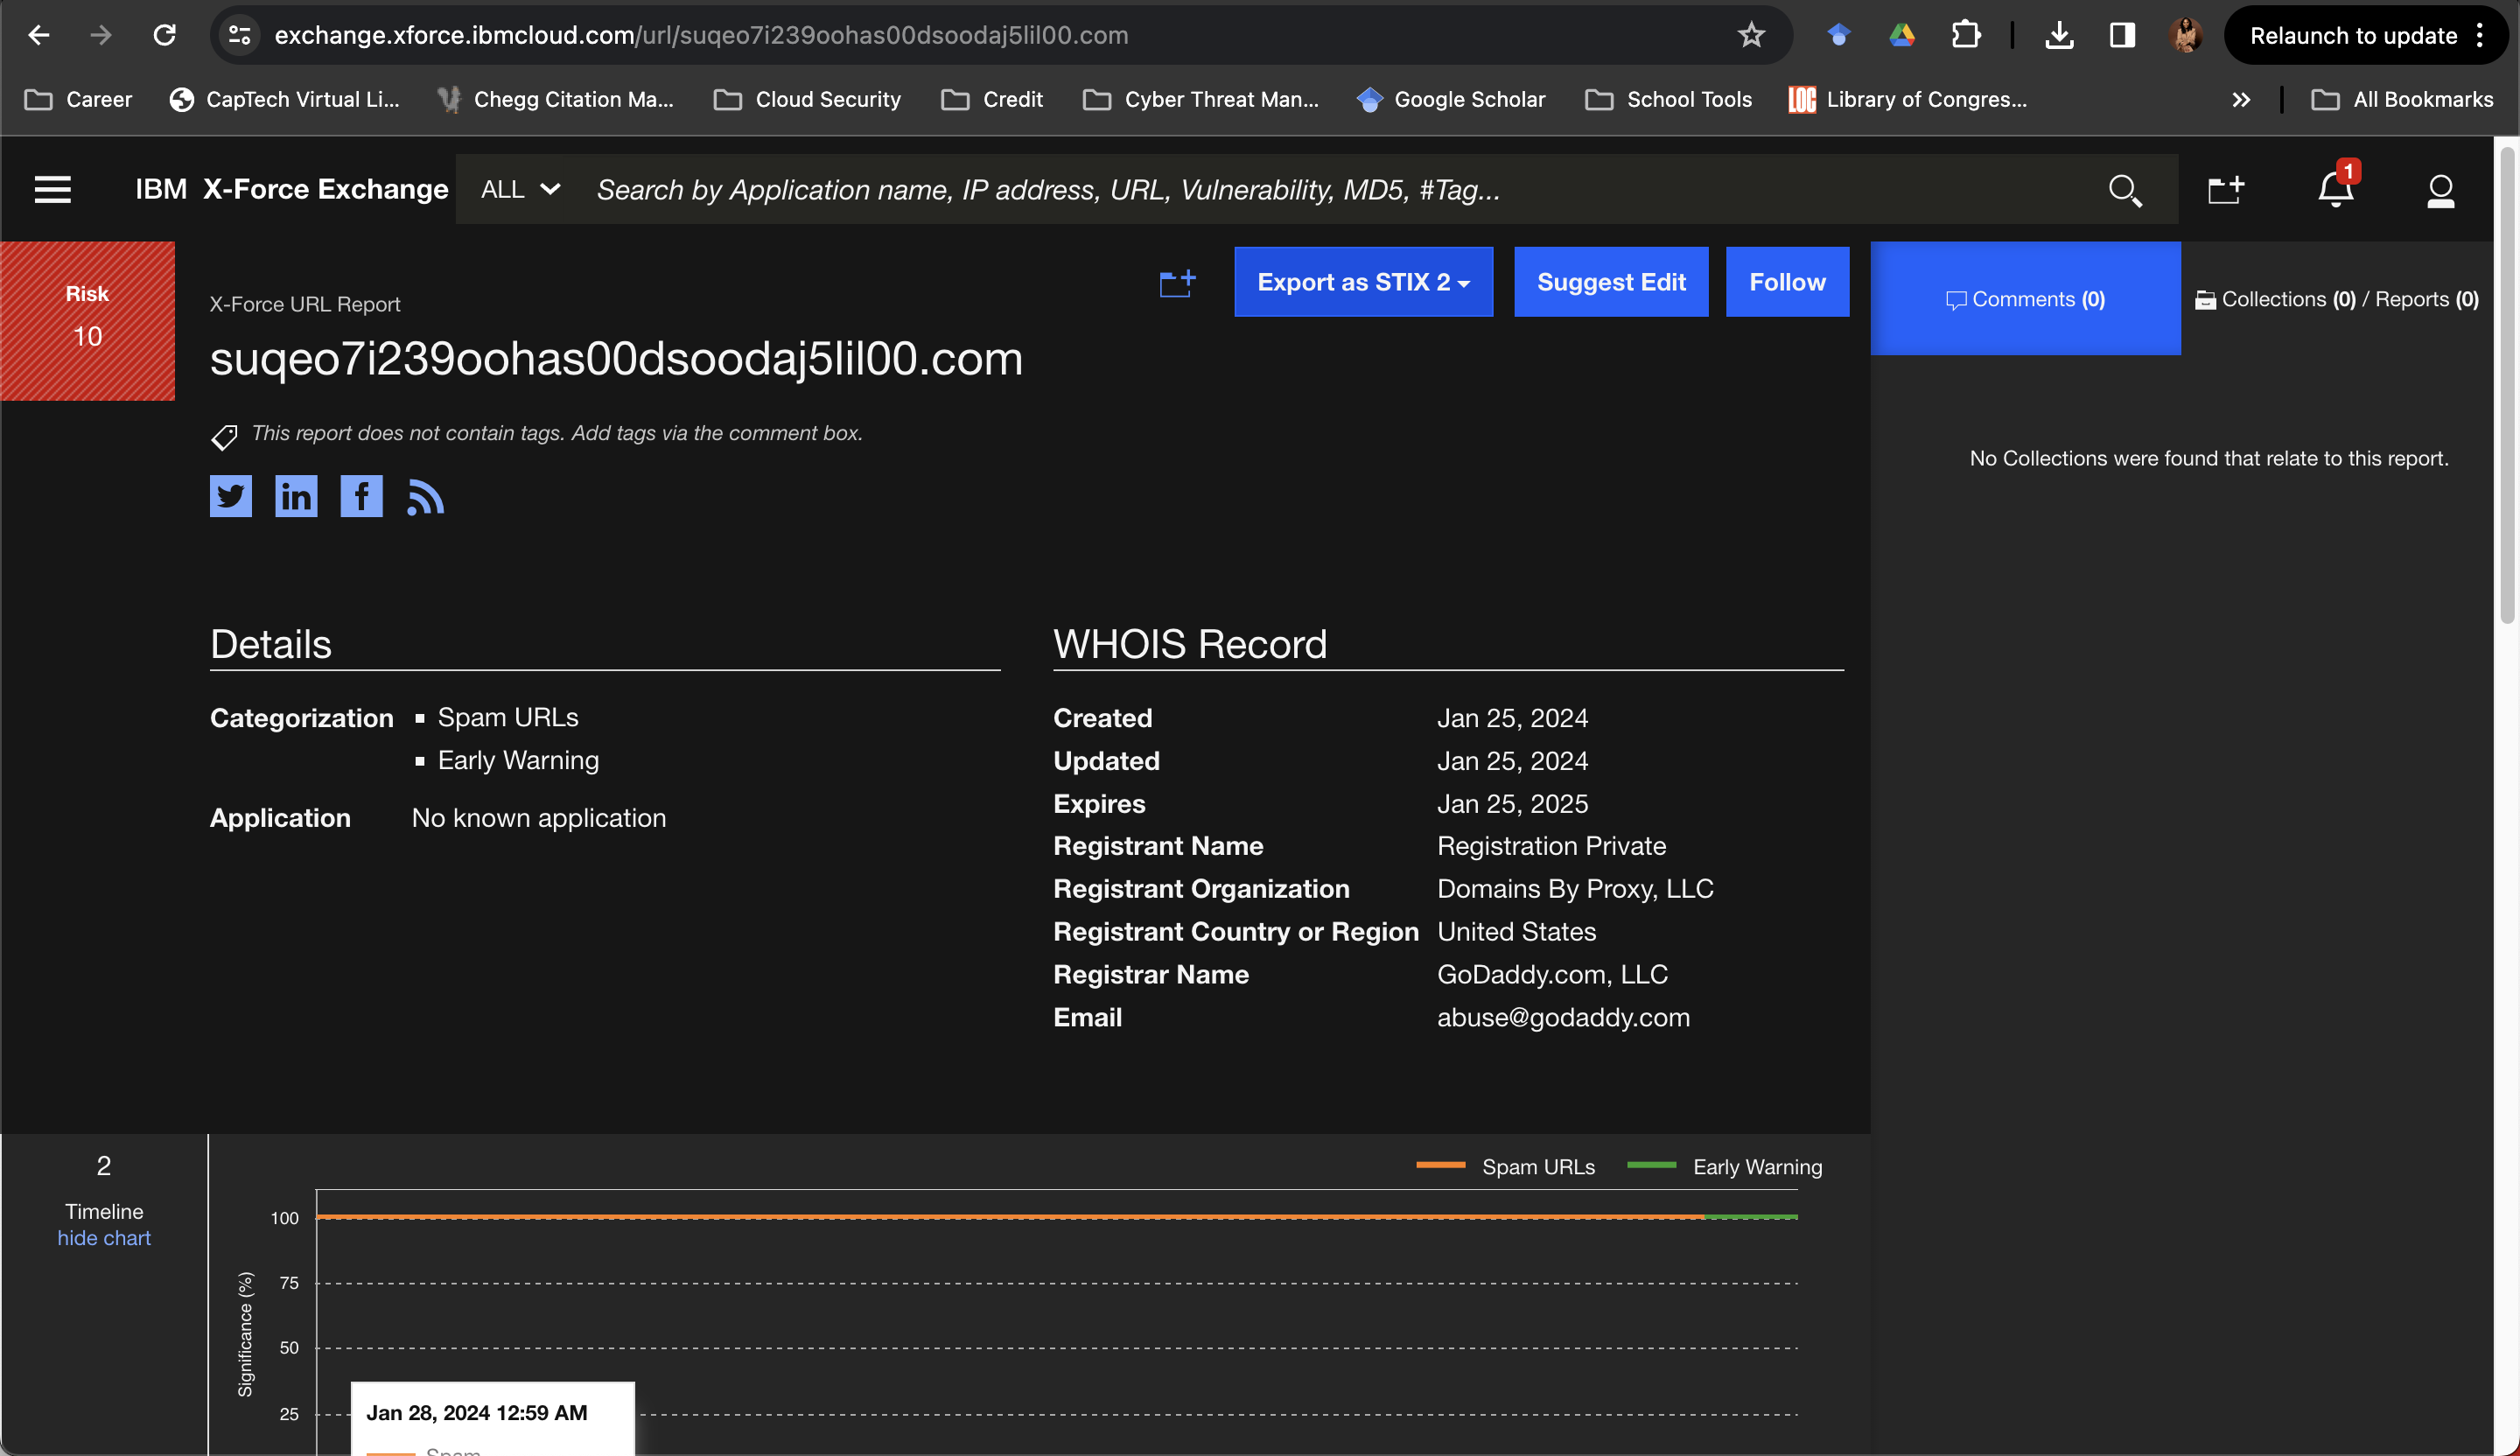 exchange.xforce.ibmcloud.com/url/suqeo7i239oohas00dsoodaj5lil00.com
Relaunch to update
Career
CapTech Virtual Li...
Chegg Citation Ma...
Cloud Security
Credit
Cyber Threat Man...
Google Scholar
School Tools
LOC
Library of Congres...
All Bookmarks
IBM X-Force Exchange
ALL
Search by Application name, IP address, URL, Vulnerability, MD5, #Tag...
1
Risk
10
X-Force URL Report
Export as STIX 2
Suggest Edit
Follow
Comments (0)
Collections (0) / Reports (0)
suqeo7i239oohas00dsoodaj5lil00.com
This report does not contain tags. Add tags via the comment box.
No Collections were found that relate to this report.
Details
Categorization
Spam URLs
Early Warning
Application No known application
WHOIS Record
Created Jan 25, 2024
Updated Jan 25, 2024
Expires Jan 25, 2025
Registrant Name Registration Private
Registrant Organization Domains By Proxy, LLC
Registrant Country or Region United States
Registrar Name GoDaddy.com, LLC
Email abuse@godaddy.com
2
Timeline
hide chart
Spam URLs
Early Warning
Significance (%)
100
75
50
25
Jan 28, 2024 12:59 AM
Spam